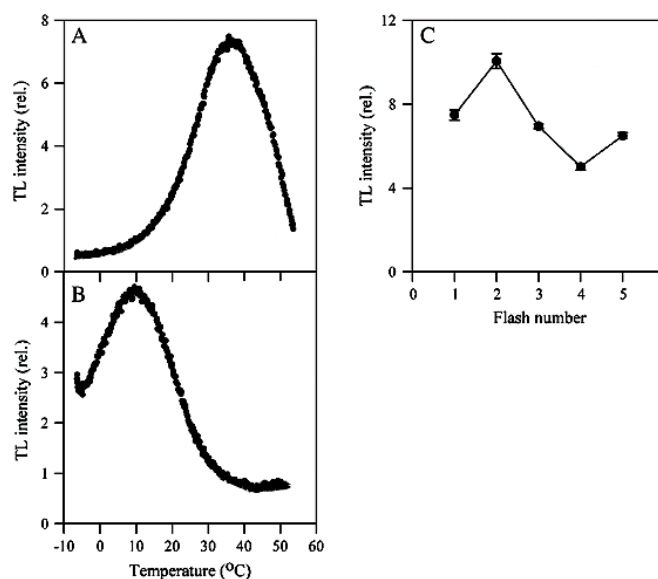 A
TL intensity (rel.)
8
6
4
2
0
B
TL intensity (rel.)
4
3
2
1
0
-10 0 10 20 30 40 50 60
Temperature (ºC)
C
TL intensity (rel.)
12
8
4
0
0 1 2 3 4 5
Flash number